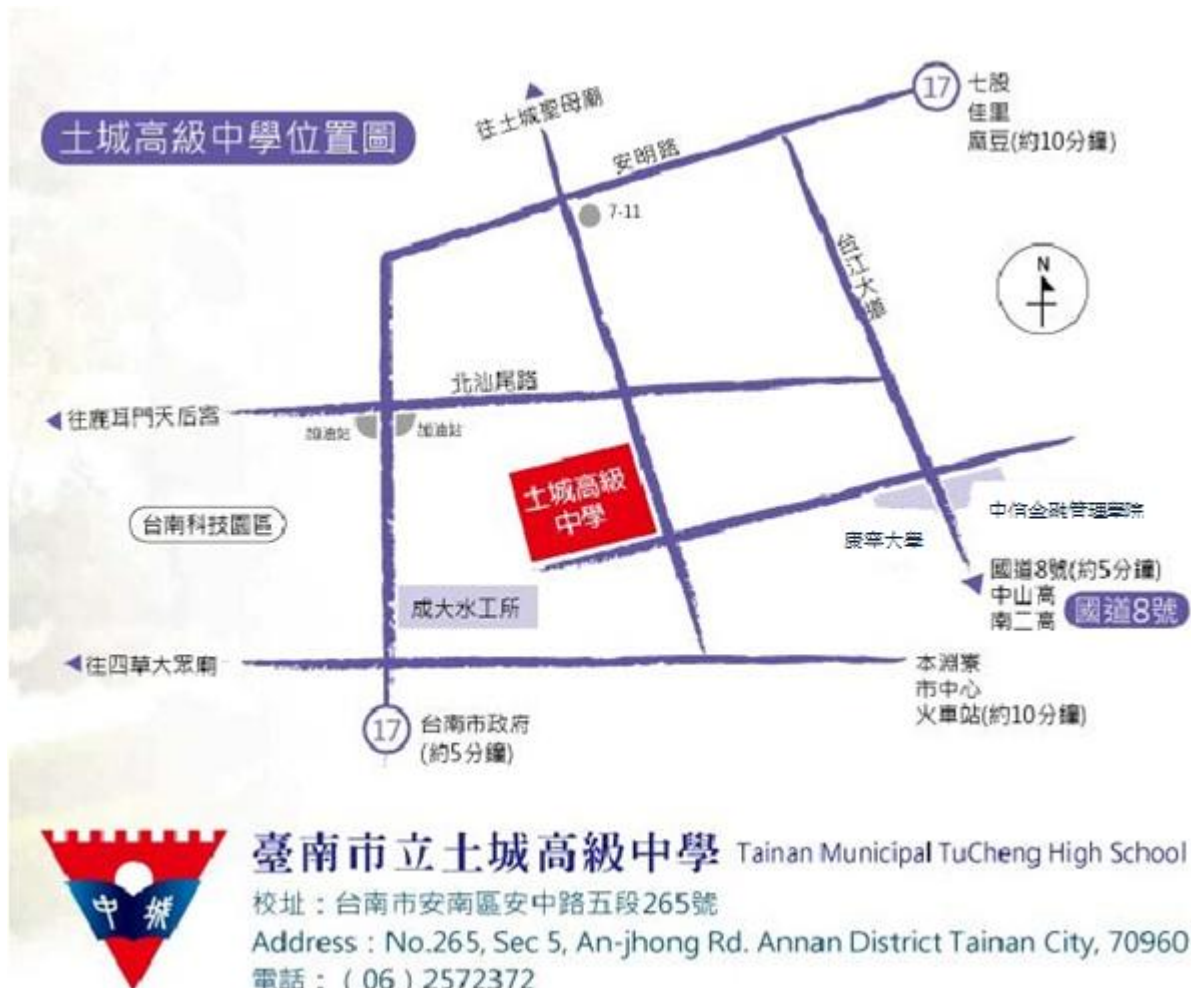 土城高級中學位置圖
往土城聖母廟
17
七股
佳里
麻豆(約10分鐘)
安明路
7-11
台江大道
N
北汕尾路
往鹿耳門天后宮
加油站
加油站
土城高級
中學
台南科技園區
中信金融管理學院
康寧大學
成大水工所
國道8號(約5分鐘)
中山高
南二高
國道8號
往四草大眾廟
本淵寮
市中心
火車站(約10分鐘)
17
台南市政府
(約5分鐘)
臺南市立土城高級中學 Tainan Municipal TuCheng High School
中 城
校址：台南市安南區安中路五段265號
Address : No.265, Sec 5, An-jhong Rd. Annan District Tainan City, 70960
電話：(06) 2572372